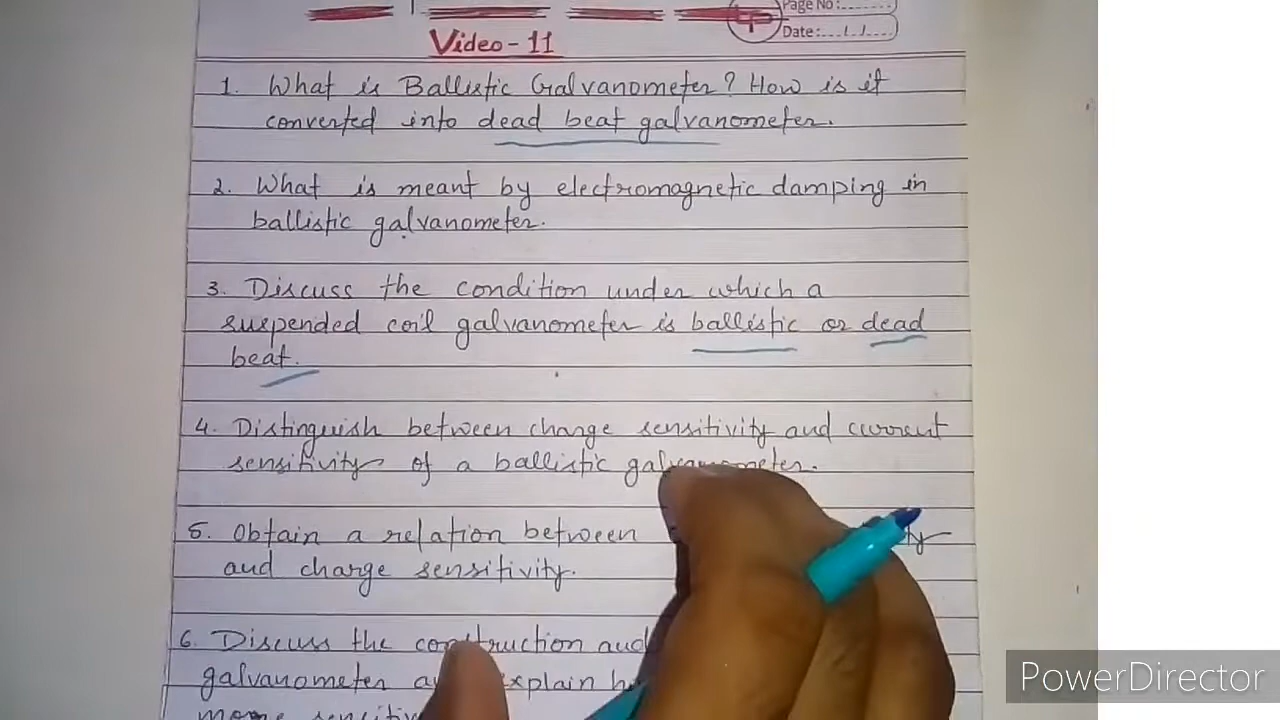 Page No:.......
Date:...../...../.....
Video-11
1. What is Ballistic Galvanometer? How is it
converted into dead beat galvanometer.
2. What is meant by electromagnetic damping in
ballistic galvanometer.
3. Discuss the condition under which a
suspended coil galvanometer is ballistic or dead
beat.
4. Distinguish between charge sensitivity and current
sensitivity of a ballistic galvanometer.
5. Obtain a relation between
and charge sensitivity.
6. Discuss the construction and
galvanometer explain
more
PowerDirector